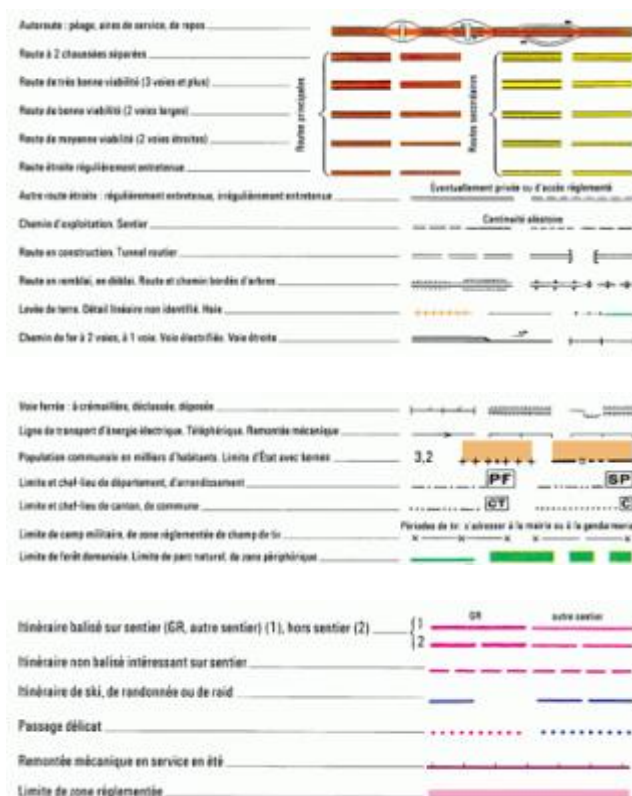 Autoroute : péage, aires de service, de repos
Route à 2 chaussées séparées
Route de très bonne viabilité (3 voies et plus)
Route de bonne viabilité (2 voies larges)
Route de moyenne viabilité (2 voies étroites)
Route étroite régulièrement entretenue
Routes principales
Routes secondaires
Autre route étroite : régulièrement entretenue, irrégulièrement entretenue
Eventuellement privée ou d'accès réglementé
Chemin d'exploitation. Sentier
Continuité aléatoire
Route en construction. Tunnel routier
Route en remblai, en déblai. Route et chemin bordés d'arbres
Levée de terre. Détail linéaire non identifié. Haie
Chemin de fer à 2 voies, à 1 voie. Voie électrifiée. Voie étroite
Voie ferrée : à crémaillère, déclassée, déposée
Ligne de transport d'énergie électrique. Téléphérique. Remontée mécanique
Population communale en milliers d'habitants. Limite d'État avec bornes 3,2
Limite et chef-lieu de département, d'arrondissement PF SP
Limite et chef-lieu de canton, de commune CT C
Limite de camp militaire, de zone réglementée de champ de tir
Périodes de tir: s'adresser à la mairie ou à la gendarmerie
Limite de forêt domaniale. Limite de parc naturel, de zone périphérique
GR autre sentier
Itinéraire balisé sur sentier (GR, autre sentier) (1), hors sentier (2) 1
2
Itinéraire non balisé intéressant sur sentier
Itinéraire de ski, de randonnée ou de raid
Passage délicat
Remontée mécanique en service en été
Limite de zone réglementée